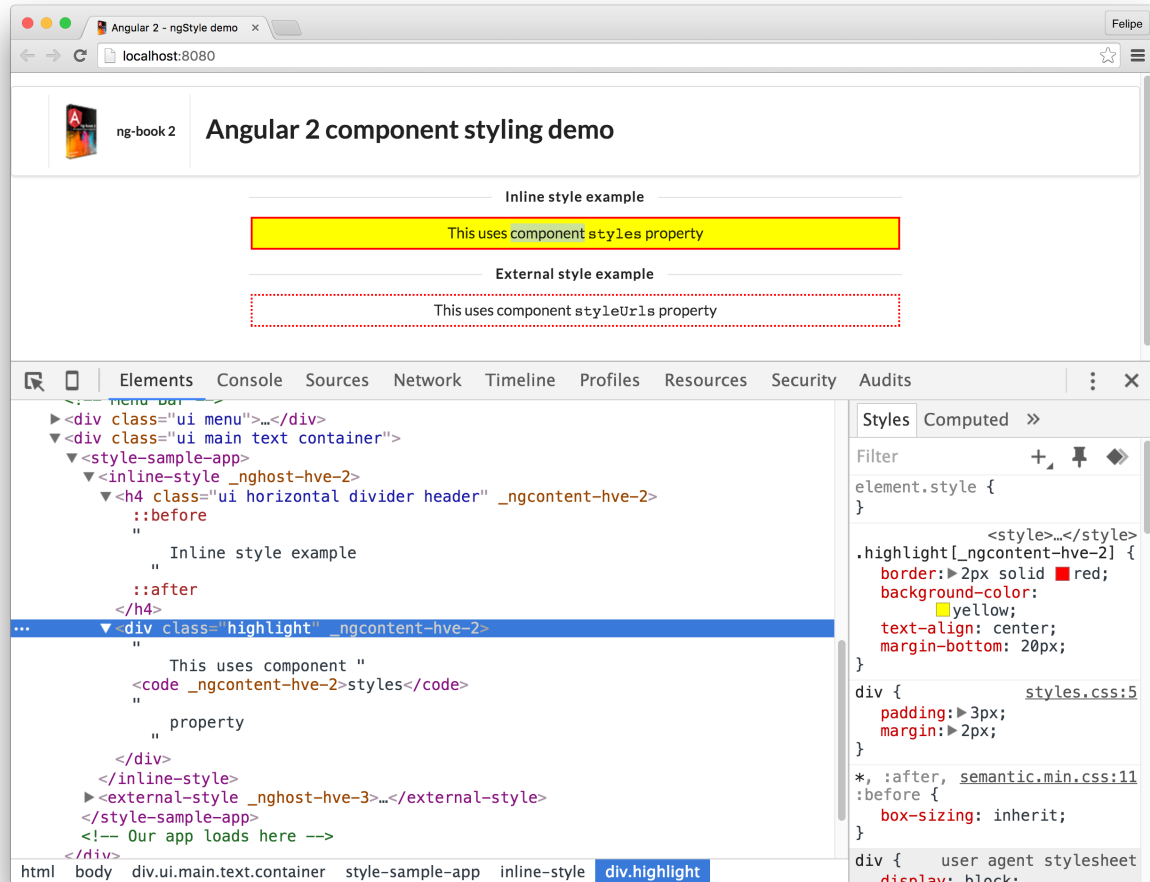 Angular 2 - ngStyle demo ×
Felipe
localhost:8080
ng-book 2
Angular 2 component styling demo
Inline style example
This uses component styles property
External style example
This uses component styleUrls property
Elements Console Sources Network Timeline Profiles Resources Security Audits
<!-- Menu Bar -->
<div class="ui menu">…</div>
<div class="ui main text container">
<style-sample-app>
<inline-style _nghost-hve-2>
<h4 class="ui horizontal divider header" _ngcontent-hve-2>
::before
"
Inline style example
"
::after
</h4>
<div class="highlight" _ngcontent-hve-2>
"
This uses component "
<code _ngcontent-hve-2>styles</code>
"
property
"
</div>
</inline-style>
<external-style _nghost-hve-3>…</external-style>
</style-sample-app>
<!-- Our app loads here -->
</div>
html body div.ui.main.text.container style-sample-app inline-style div.highlight
Styles Computed »
Filter
element.style {
}
<style>…</style>
.highlight[_ngcontent-hve-2] {
border: 2px solid red;
background-color:
yellow;
text-align: center;
margin-bottom: 20px;
}
div { styles.css:5
padding: 3px;
margin: 2px;
}
*, :after, semantic.min.css:11
:before {
box-sizing: inherit;
}
div { user agent stylesheet
display: block;